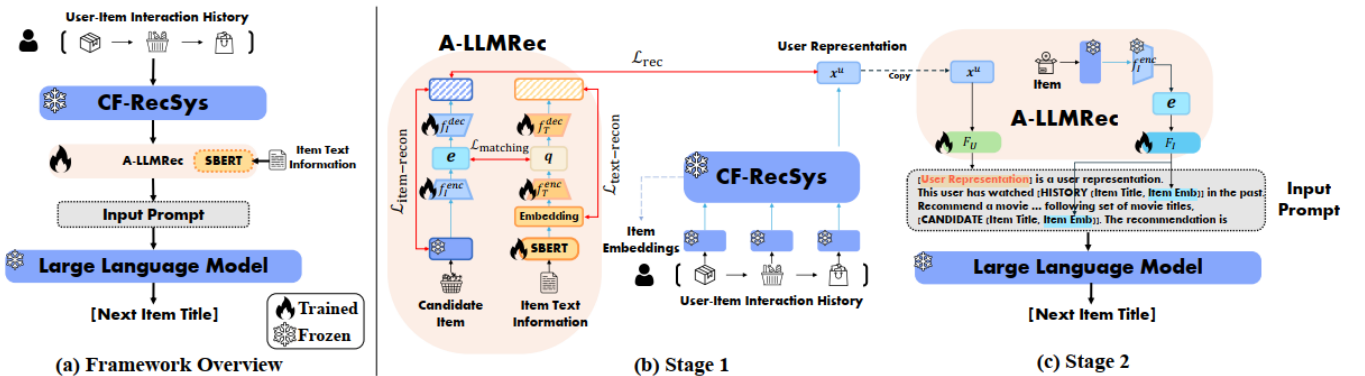 User-Item Interaction History
CF-RecSys
A-LLMRec
SBERT
Item Text
Information
Input Prompt
Large Language Model
[Next Item Title]
Trained
Frozen
(a) Framework Overview
A-LLMRec
ℒrec
f_I^dec
f_T^dec
ℒitem−recon
ℒmatching
ℒtext−recon
e
q
f_I^enc
f_T^enc
Embedding
SBERT
Candidate
Item
Item Text
Information
User Representation
x^u
Copy
CF-RecSys
Item
Embeddings
User-Item Interaction History
(b) Stage 1
x^u
Item
f_I^enc
e
A-LLMRec
F_U
F_I
[User Representation] is a user representation.
This user has watched [HISTORY (Item Title, Item Emb)] in the past.
Recommend a movie ... following set of movie titles,
[CANDIDATE (Item Title, Item Emb)]. The recommendation is
Input
Prompt
Large Language Model
[Next Item Title]
(c) Stage 2